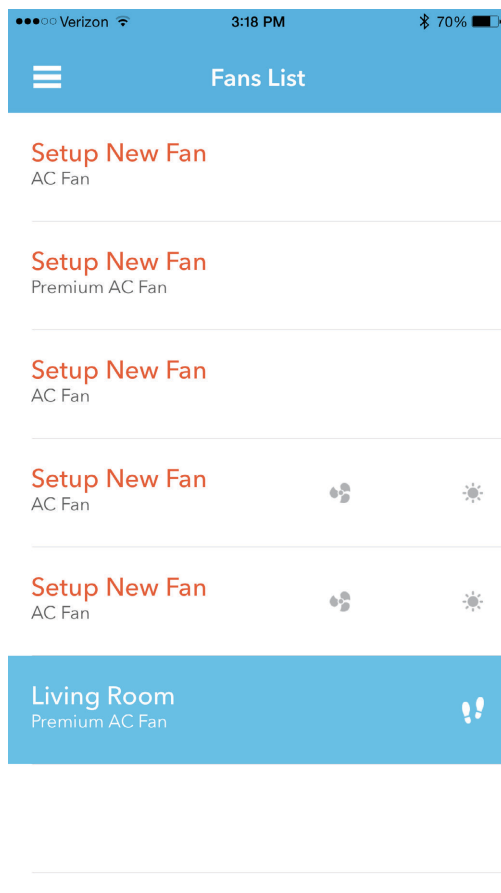 Verizon 3:18 PM 70%
Fans List
Setup New Fan
AC Fan
Setup New Fan
Premium AC Fan
Setup New Fan
AC Fan
Setup New Fan
AC Fan
Setup New Fan
AC Fan
Living Room
Premium AC Fan